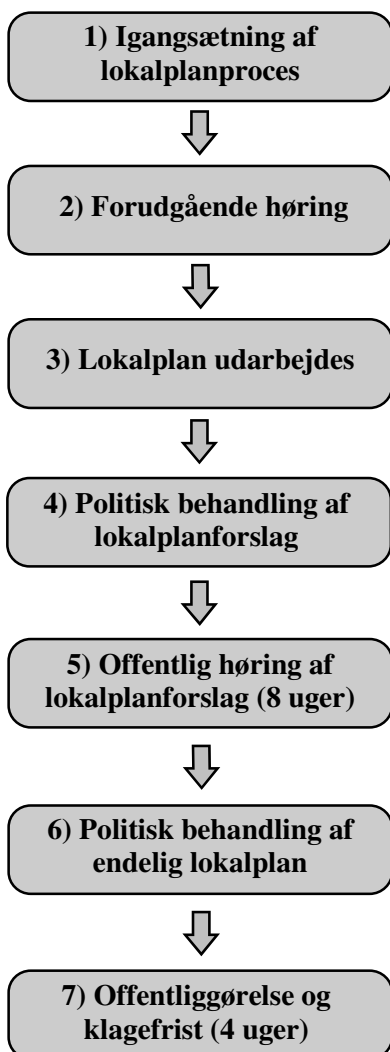 1) Igangsætning af
lokalplanproces
2) Forudgående høring
3) Lokalplan udarbejdes
4) Politisk behandling af
lokalplanforslag
5) Offentlig høring af
lokalplanforslag (8 uger)
6) Politisk behandling af
endelig lokalplan
7) Offentliggørelse og
klagefrist (4 uger)